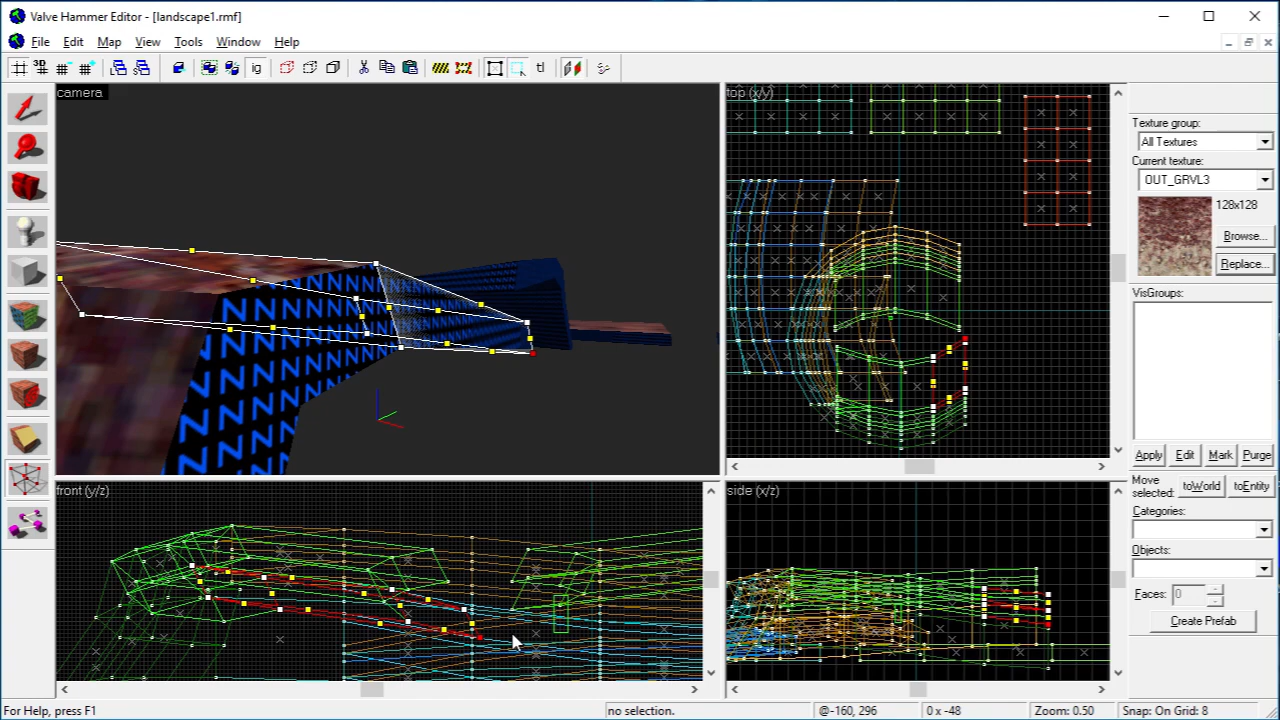 Valve Hammer Editor - [landscape1.rmf]
File Edit Map View Tools Window Help
3D ig tl
camera
top (x/y)
front (y/z)
side (x/z)
Texture group:
All Textures
Current texture:
OUT_GRVL3
128x128
Browse...
Replace...
VisGroups:
Apply Edit Mark Purge
Move selected: toWorld toEntity
Categories:
Objects:
Faces: 0
Create Prefab
For Help, press F1
no selection.
@-160, 296
0 x -48
Zoom: 0.50
Snap: On Grid: 8